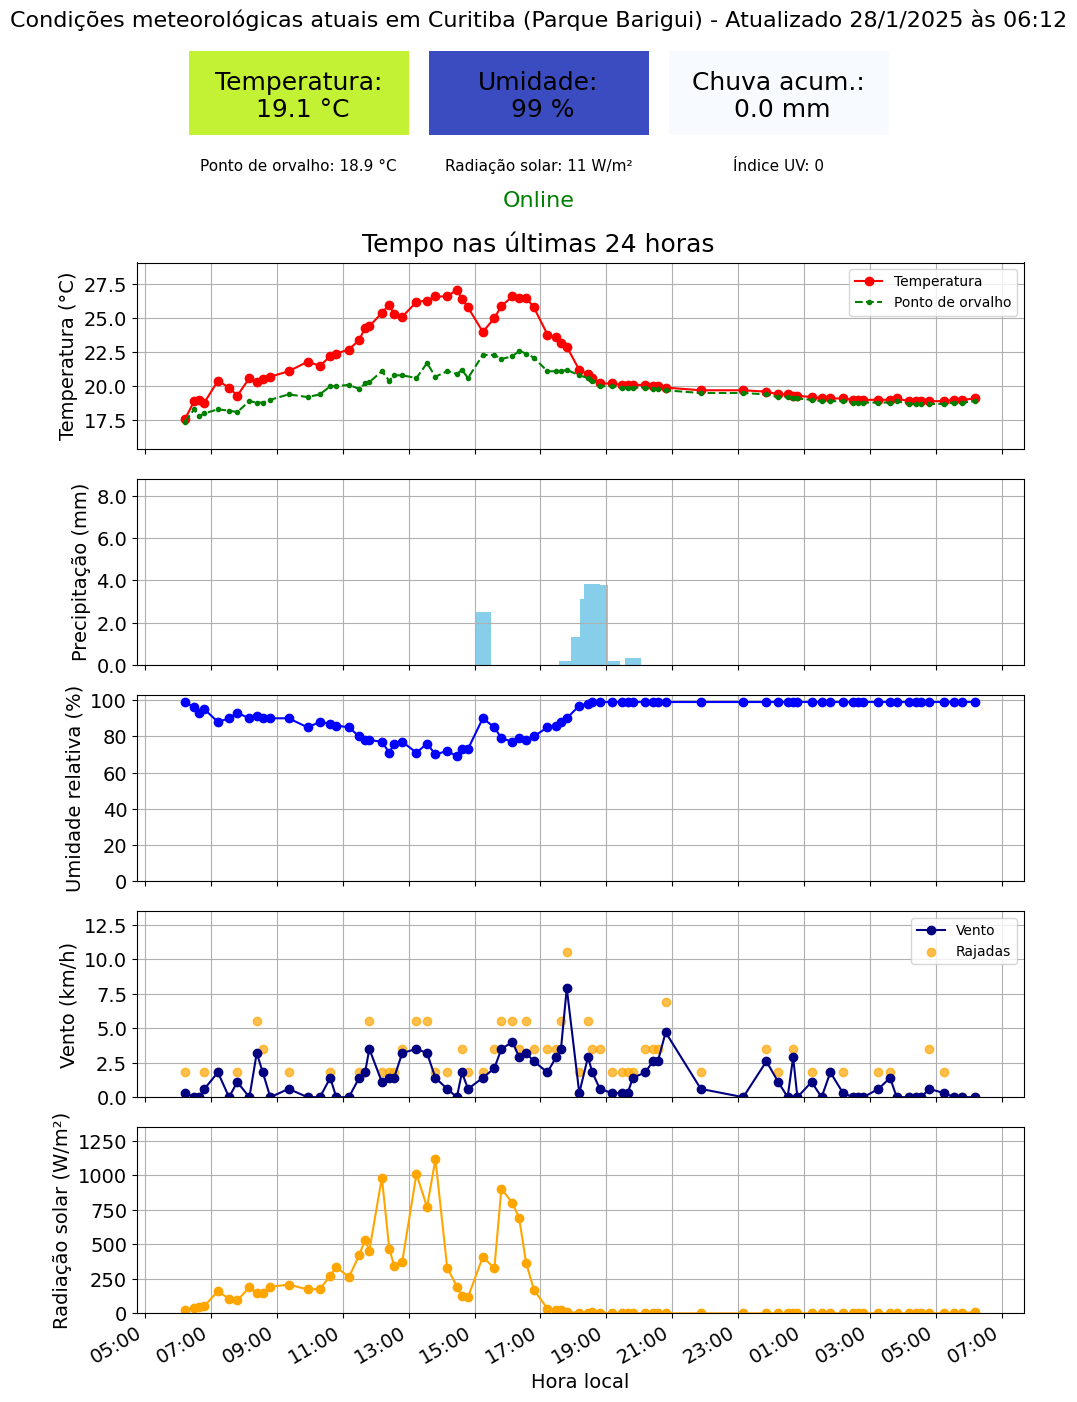 Condições meteorológicas atuais em Curitiba (Parque Barigui) - Atualizado 28/1/2025 às 06:12
Temperatura:
19.1 °C
Umidade:
99 %
Chuva acum.:
0.0 mm
Ponto de orvalho: 18.9 °C
Radiação solar: 11 W/m²
Índice UV: 0
Online
Tempo nas últimas 24 horas
Temperatura (°C)
27.5
25.0
22.5
20.0
17.5
Temperatura
Ponto de orvalho
Precipitação (mm)
8.0
6.0
4.0
2.0
0.0
Umidade relativa (%)
100
80
60
40
20
0
Vento (km/h)
12.5
10.0
7.5
5.0
2.5
0.0
Vento
Rajadas
Radiação solar (W/m²)
1250
1000
750
500
250
0
05:00
07:00
09:00
11:00
13:00
15:00
17:00
19:00
21:00
23:00
01:00
03:00
05:00
07:00
Hora local